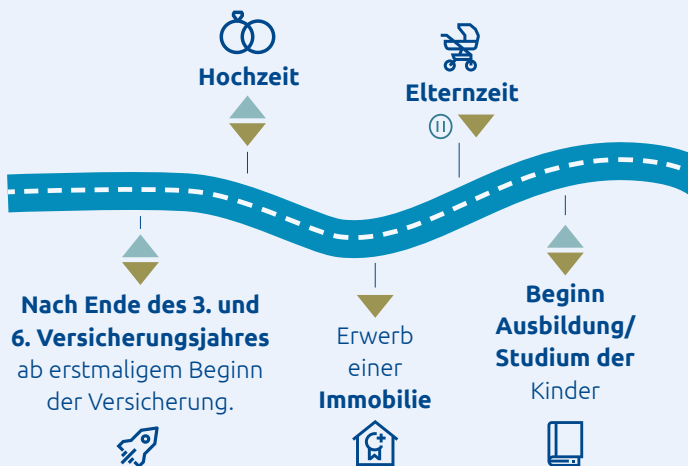 Hochzeit
Elternzeit
Nach Ende des 3. und
6. Versicherungsjahres
ab erstmaligem Beginn
der Versicherung.
Erwerb
einer
Immobilie
Beginn
Ausbildung/
Studium der
Kinder